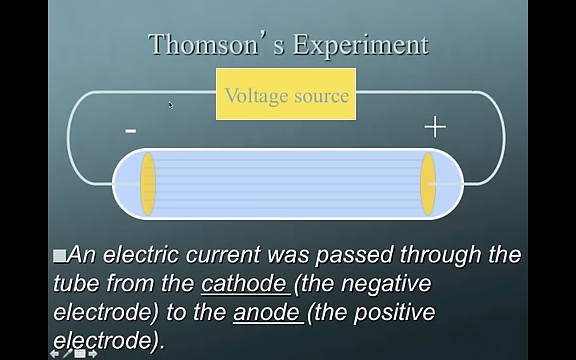 Thomson's Experiment
Voltage source
- +
An electric current was passed through the
tube from the cathode (the negative
electrode) to the anode (the positive
electrode).